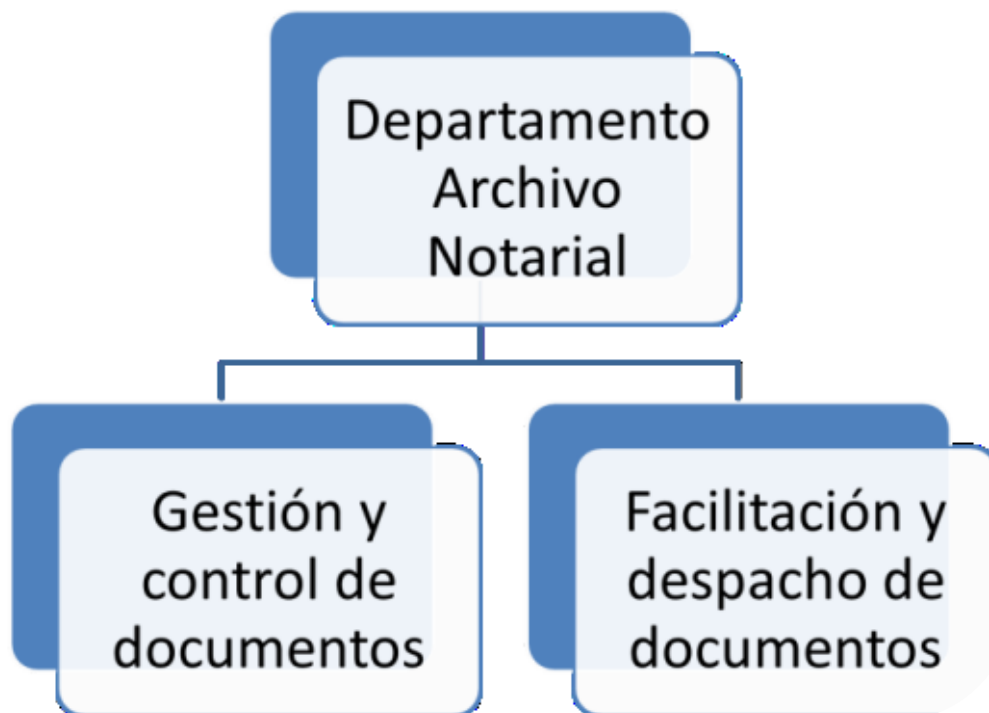 Departamento
Archivo
Notarial
Gestión y
control de
documentos
Facilitación y
despacho de
documentos